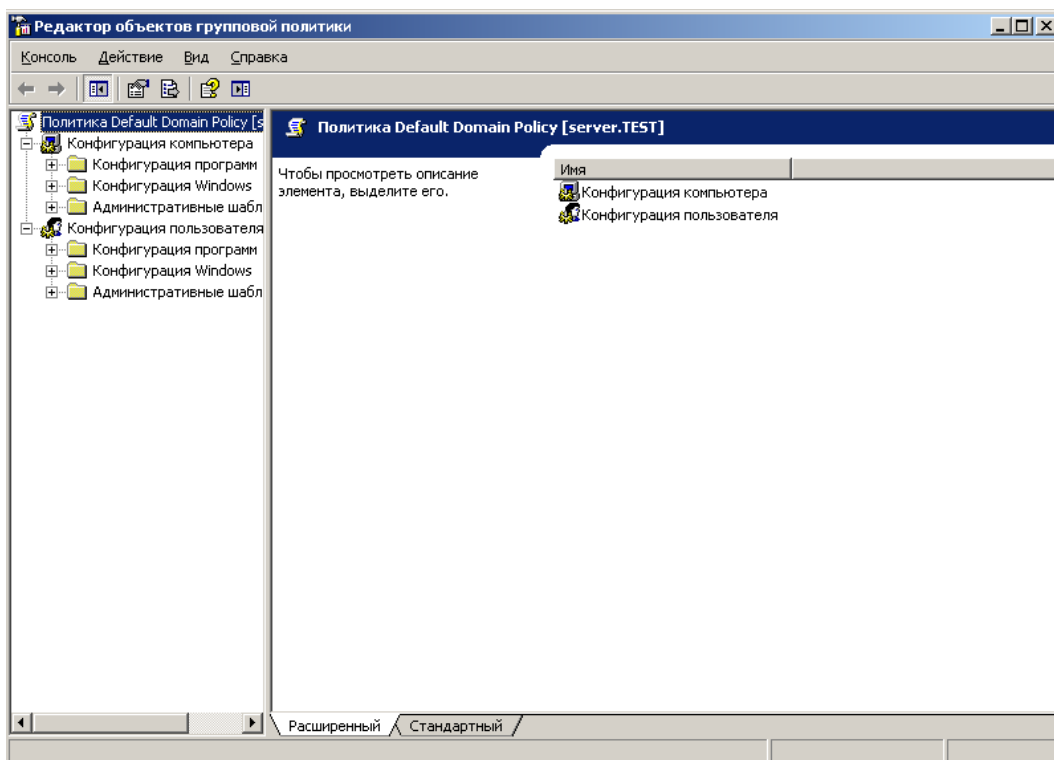 Редактор объектов групповой политики
Консоль Действие Вид Справка
Политика Default Domain Policy [s
Конфигурация компьютера
Конфигурация программ
Конфигурация Windows
Административные шабл
Конфигурация пользователя
Конфигурация программ
Конфигурация Windows
Административные шабл
Политика Default Domain Policy [server.TEST]
Чтобы просмотреть описание
элемента, выделите его.
Имя
Конфигурация компьютера
Конфигурация пользователя
Расширенный Стандартный